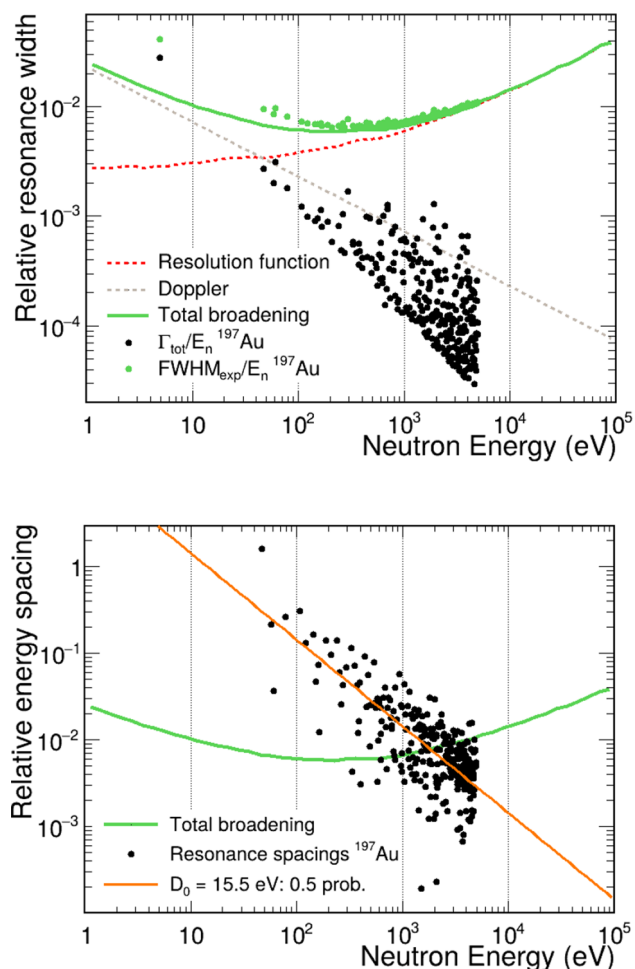 Relative resonance width
10⁻²
10⁻³
10⁻⁴
Resolution function
Doppler
Total broadening
Γtot/En ¹⁹⁷Au
FWHMexp/En ¹⁹⁷Au
1 10 10² 10³ 10⁴ 10⁵
Neutron Energy (eV)
Relative energy spacing
1
10⁻¹
10⁻²
10⁻³
Total broadening
Resonance spacings ¹⁹⁷Au
D₀ = 15.5 eV: 0.5 prob.
1 10 10² 10³ 10⁴ 10⁵
Neutron Energy (eV)